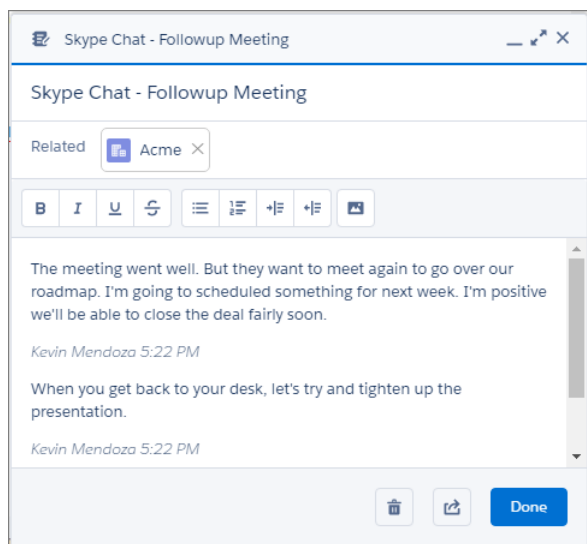 Skype Chat - Followup Meeting
Skype Chat - Followup Meeting
Related Acme
B I U S
The meeting went well. But they want to meet again to go over our
roadmap. I'm going to scheduled something for next week. I'm positive
we'll be able to close the deal fairly soon.
Kevin Mendoza 5:22 PM
When you get back to your desk, let's try and tighten up the
presentation.
Kevin Mendoza 5:22 PM
Done